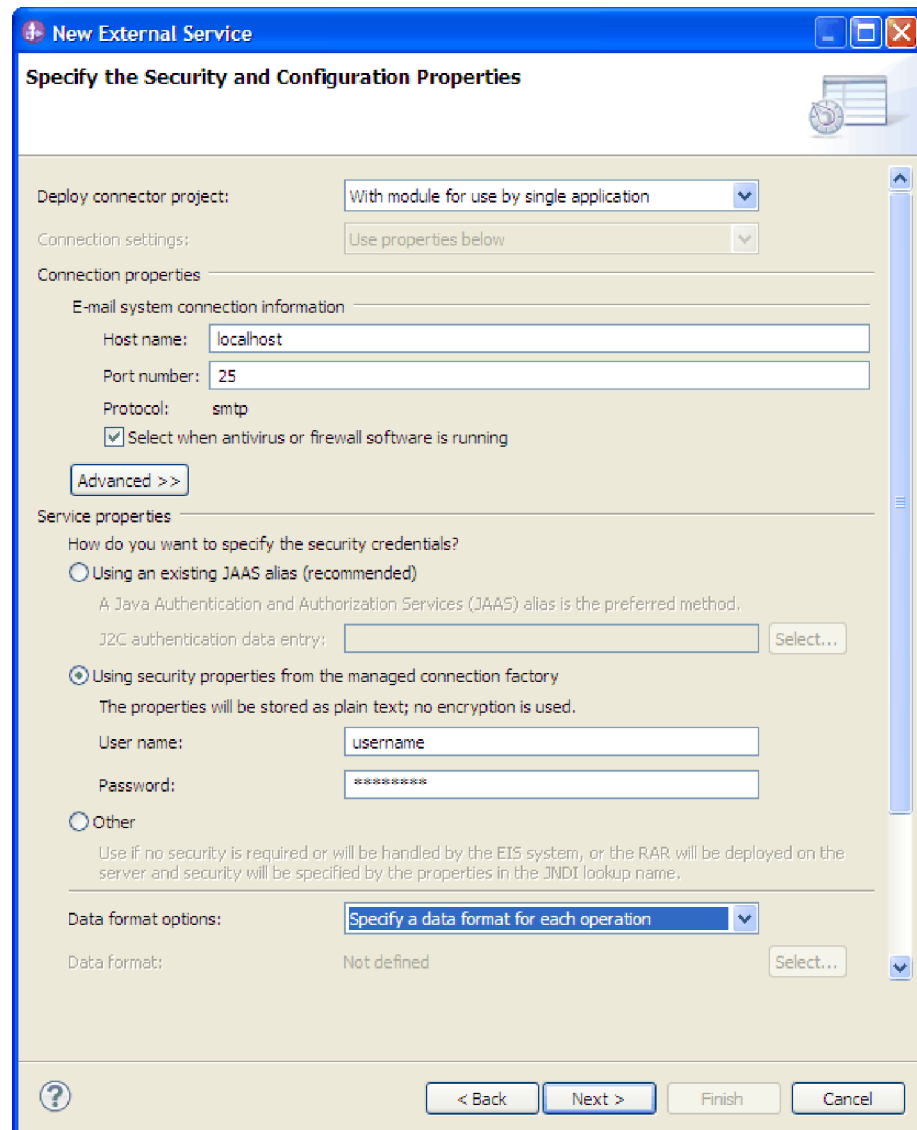 New External Service
Specify the Security and Configuration Properties
Deploy connector project: With module for use by single application
Connection settings: Use properties below
Connection properties
E-mail system connection information
Host name: localhost
Port number: 25
Protocol: smtp
Select when antivirus or firewall software is running
Advanced >>
Service properties
How do you want to specify the security credentials?
Using an existing JAAS alias (recommended)
A Java Authentication and Authorization Services (JAAS) alias is the preferred method.
J2C authentication data entry: Select...
Using security properties from the managed connection factory
The properties will be stored as plain text; no encryption is used.
User name: username
Password: ********
Other
Use if no security is required or will be handled by the EIS system, or the RAR will be deployed on the
server and security will be specified by the properties in the JNDI lookup name.
Data format options: Specify a data format for each operation
Data format: Not defined Select...
? < Back Next > Finish Cancel